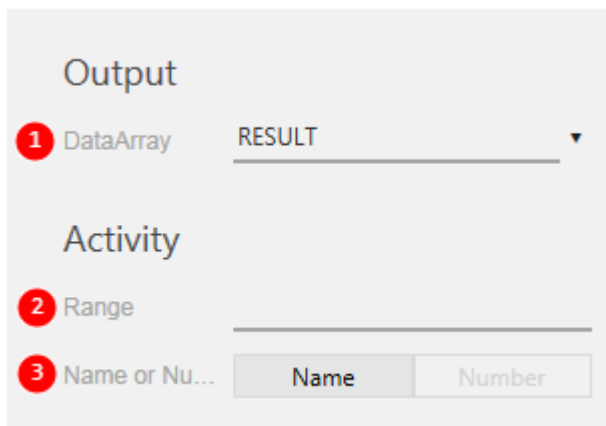 Output
1 DataArray RESULT
Activity
2 Range
3 Name or Nu... Name Number